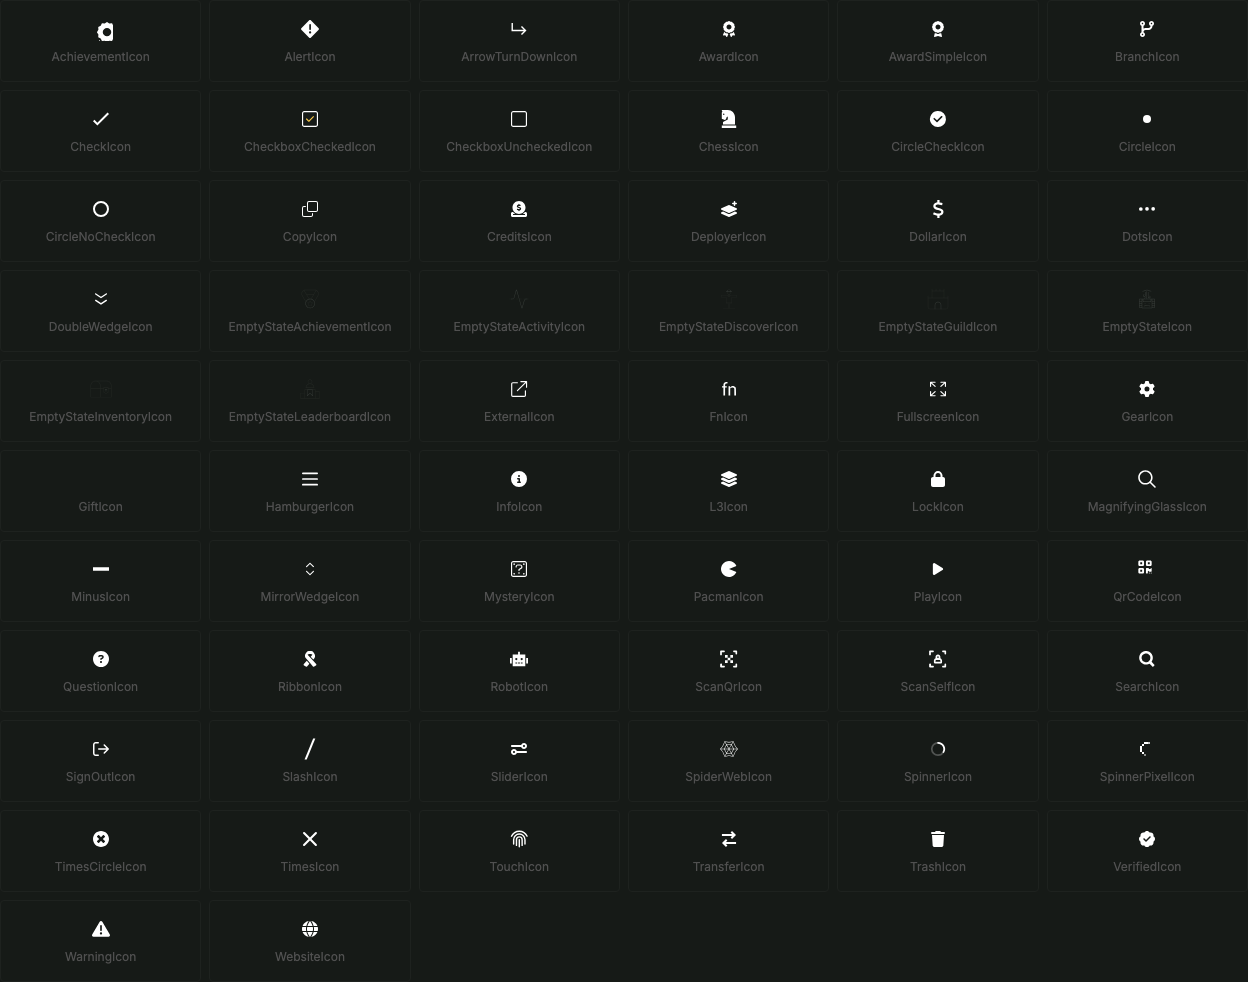 AchievementIcon
AlertIcon
ArrowTurnDownIcon
AwardIcon
AwardSimpleIcon
BranchIcon
CheckIcon
CheckboxCheckedIcon
CheckboxUncheckedIcon
ChessIcon
CircleCheckIcon
CircleIcon
CircleNoCheckIcon
CopyIcon
CreditsIcon
DeployerIcon
DollarIcon
DotsIcon
DoubleWedgeIcon
EmptyStateAchievementIcon
EmptyStateActivityIcon
EmptyStateDiscoverIcon
EmptyStateGuildIcon
EmptyStateIcon
EmptyStateInventoryIcon
EmptyStateLeaderboardIcon
ExternalIcon
fn
FnIcon
FullscreenIcon
GearIcon
GiftIcon
HamburgerIcon
InfoIcon
L3Icon
LockIcon
MagnifyingGlassIcon
MinusIcon
MirrorWedgeIcon
MysteryIcon
PacmanIcon
PlayIcon
QrCodeIcon
QuestionIcon
RibbonIcon
RobotIcon
ScanQrIcon
ScanSelfIcon
SearchIcon
SignOutIcon
SlashIcon
SliderIcon
SpiderWebIcon
SpinnerIcon
SpinnerPixelIcon
TimesCircleIcon
TimesIcon
TouchIcon
TransferIcon
TrashIcon
VerifiedIcon
WarningIcon
WebsiteIcon